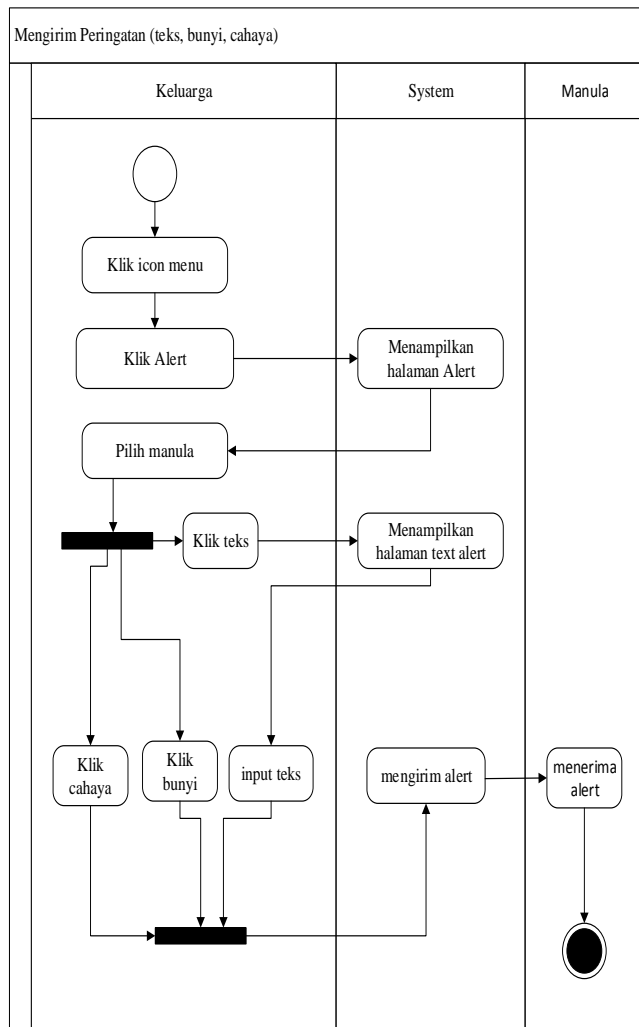 Mengirim Peringatan (teks, bunyi, cahaya)
Keluarga
System
Manula
Klik icon menu
Klik Alert
Menampilkan
halaman Alert
Pilih manula
Klik teks
Menampilkan
halaman text alert
Klik
cahaya
Klik
bunyi
input teks
mengirim alert
menerima
alert